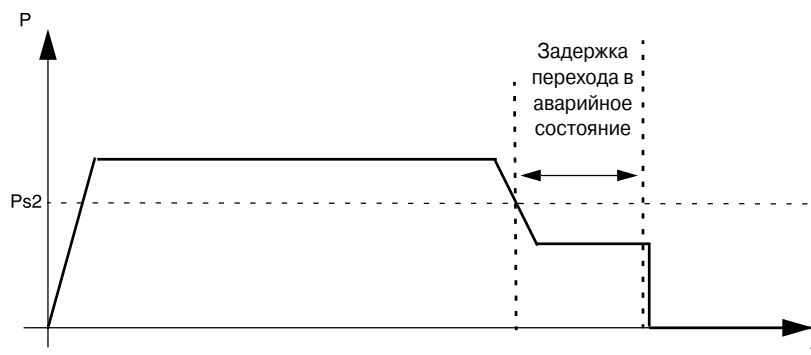 P
Задержка
перехода в
аварийное
состояние
Ps2